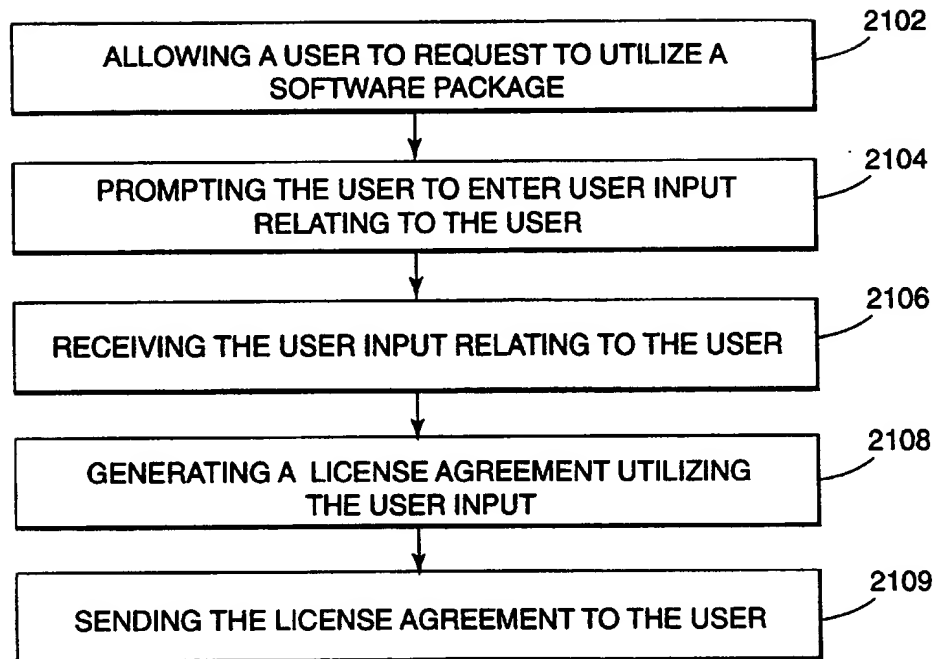 2102
ALLOWING A USER TO REQUEST TO UTILIZE A
SOFTWARE PACKAGE
2104
PROMPTING THE USER TO ENTER USER INPUT
RELATING TO THE USER
2106
RECEIVING THE USER INPUT RELATING TO THE USER
2108
GENERATING A LICENSE AGREEMENT UTILIZING
THE USER INPUT
2109
SENDING THE LICENSE AGREEMENT TO THE USER